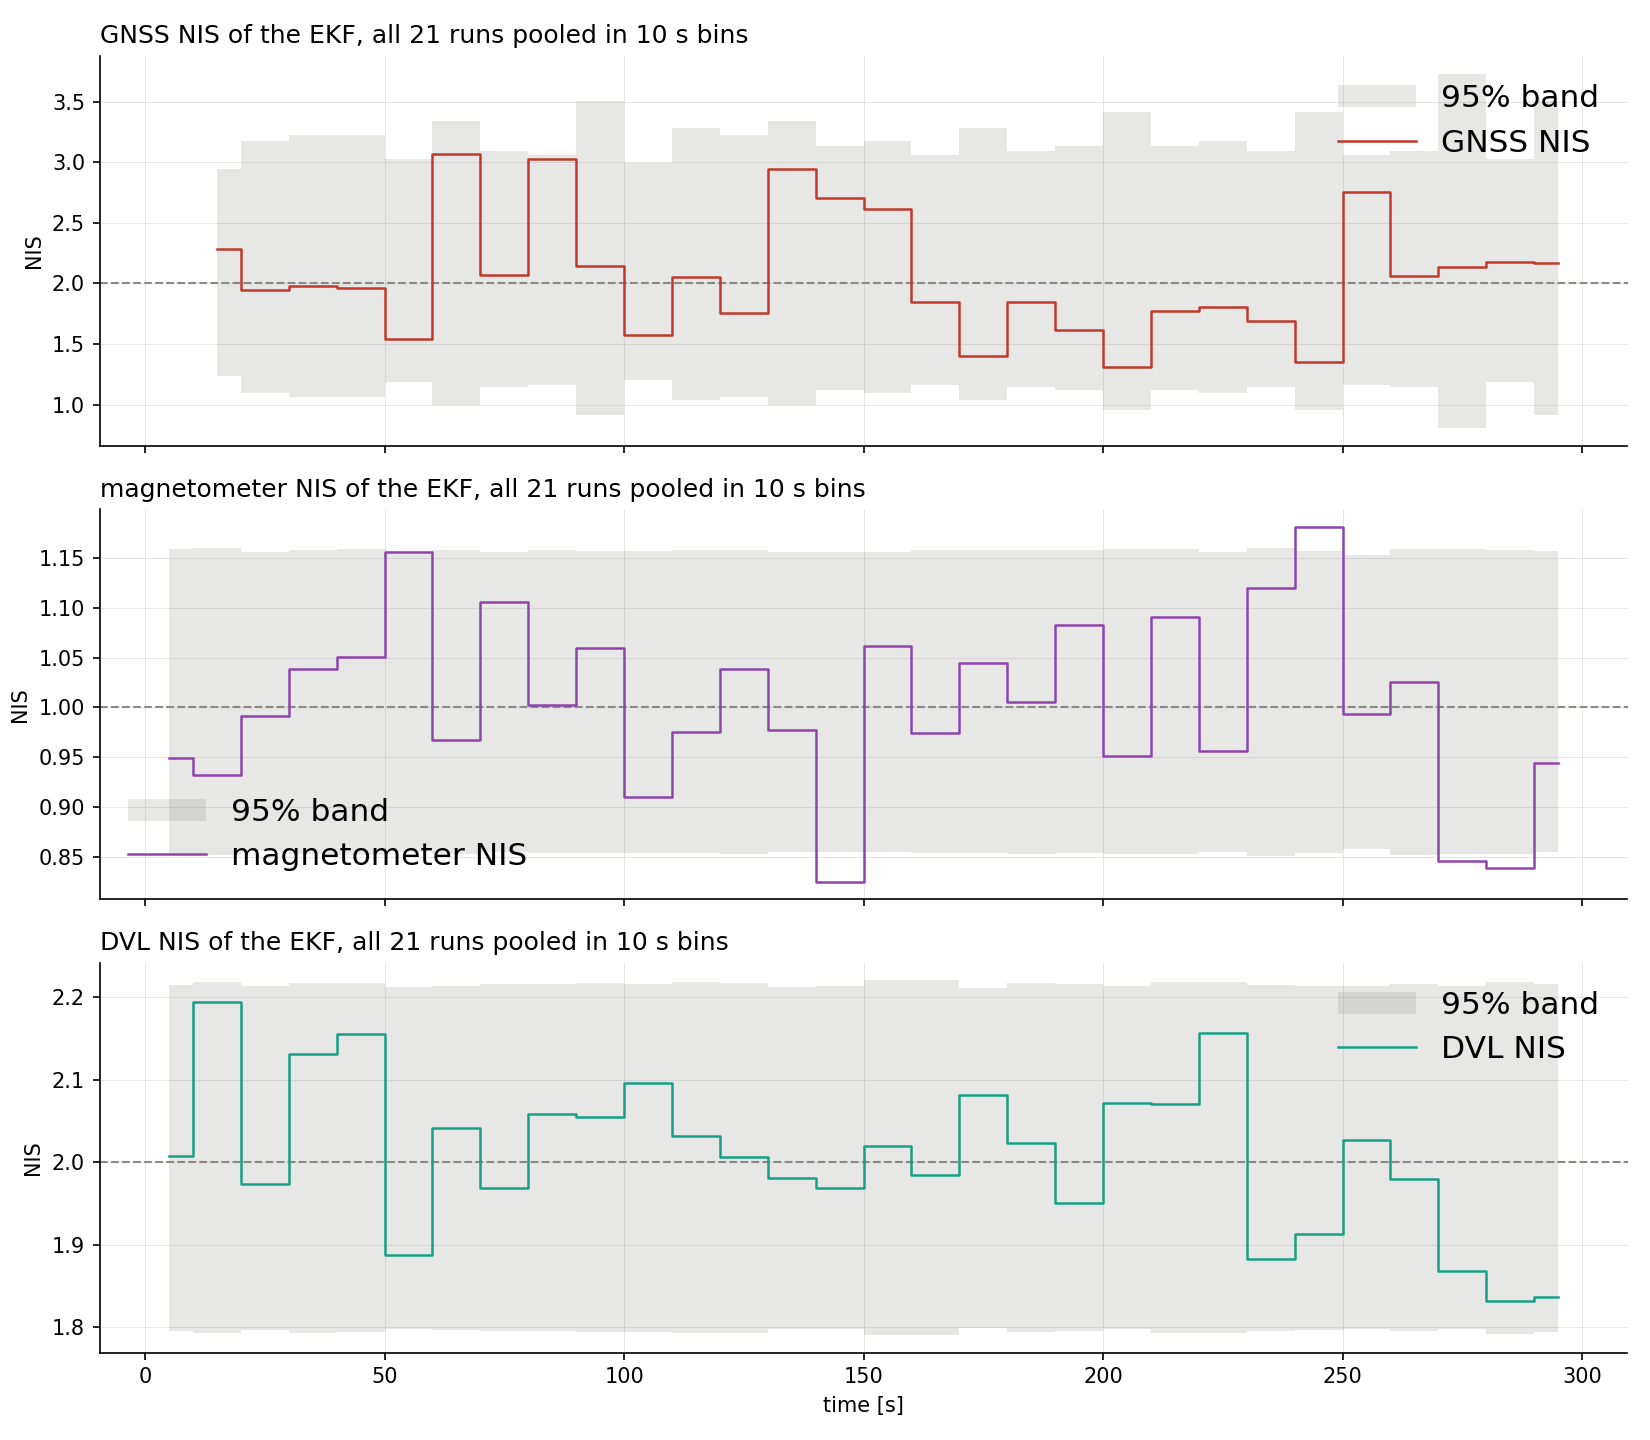 GNSS NIS of the EKF, all 21 runs pooled in 10 s bins
3.5
3.0
2.5
2.0
1.5
1.0
NIS
95% band
GNSS NIS
magnetometer NIS of the EKF, all 21 runs pooled in 10 s bins
1.15
1.10
1.05
1.00
0.95
0.90
0.85
NIS
95% band
magnetometer NIS
DVL NIS of the EKF, all 21 runs pooled in 10 s bins
2.2
2.1
2.0
1.9
1.8
NIS
95% band
DVL NIS
0 50 100 150 200 250 300
time [s]